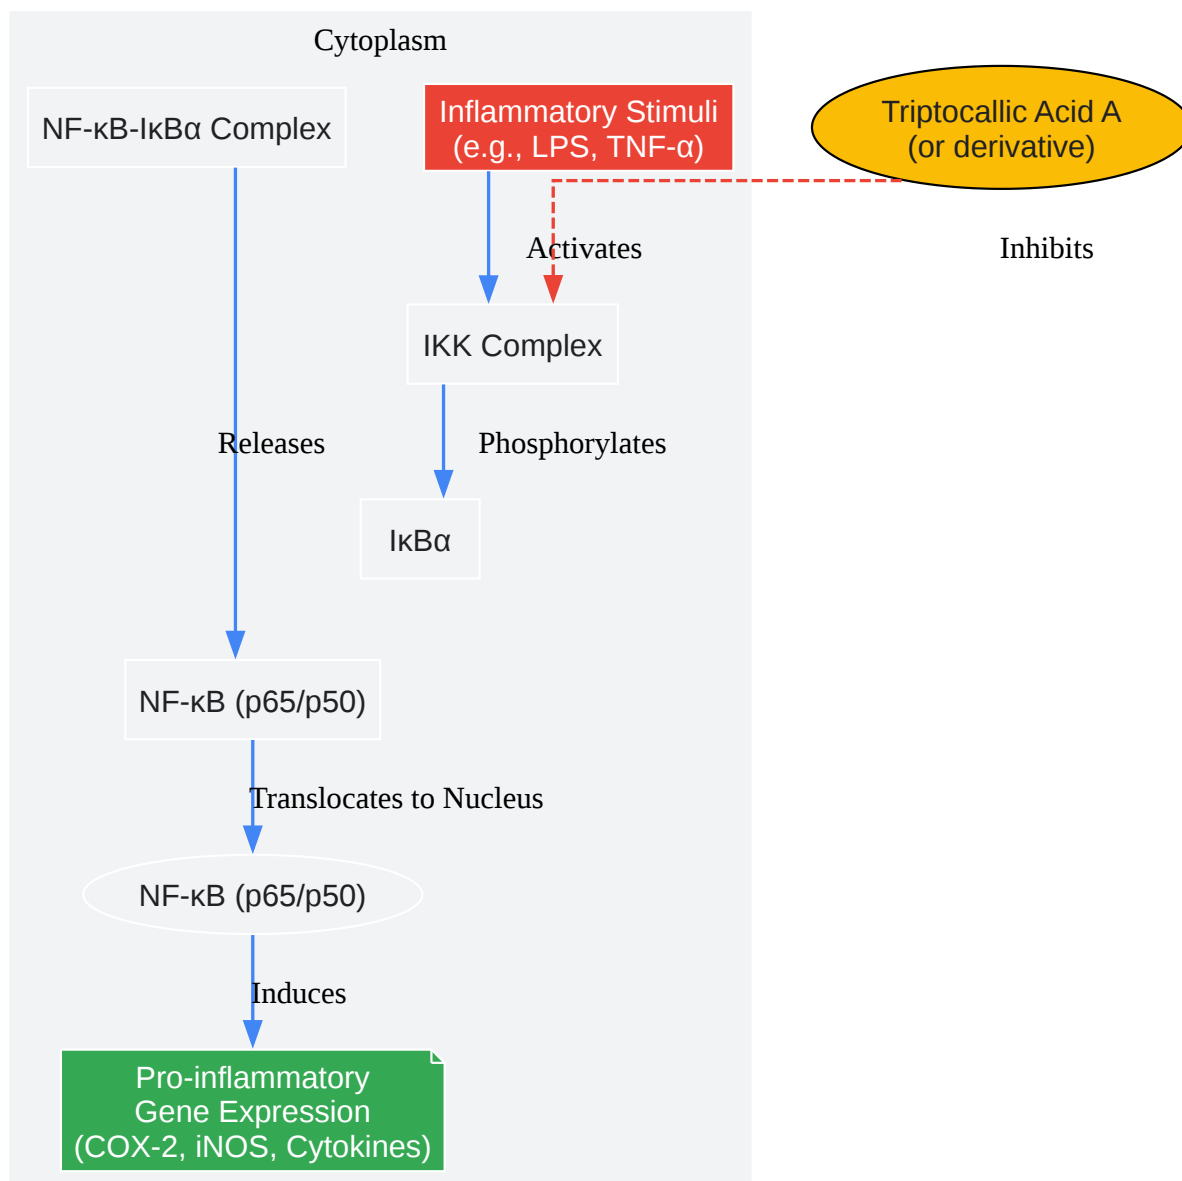 Cytoplasm
NF-κB-IκBα Complex
Inflammatory Stimuli
(e.g., LPS, TNF-α)
Triptocallic Acid A
(or derivative)
Activates
Inhibits
IKK Complex
Releases
Phosphorylates
IκBα
NF-κB (p65/p50)
Translocates to Nucleus
NF-κB (p65/p50)
Induces
Pro-inflammatory
Gene Expression
(COX-2, iNOS, Cytokines)